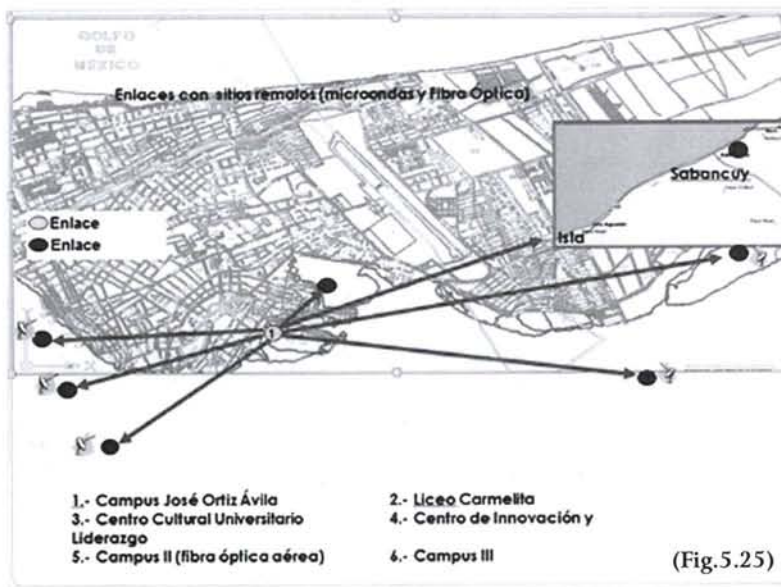 GOLFO
DE
MÉXICO
Enlaces con sitios remotos (microondas y Fibra Óptica)
Sabancuy
Isla
Enlace
Enlace
1
1.- Campus José Ortiz Ávila
2.- Liceo Carmelita
3.- Centro Cultural Universitario
4.- Centro de Innovación y
Liderazgo
5.- Campus II (fibra óptica aérea)
6.- Campus III
(Fig.5.25)